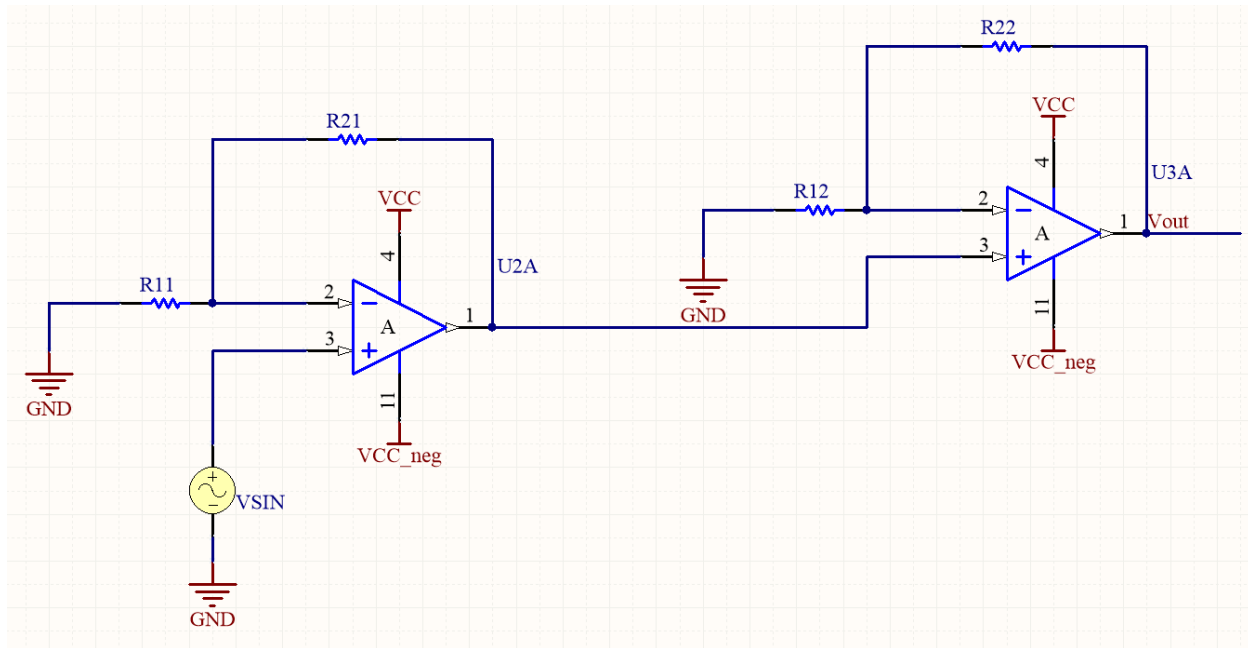 R22
VCC
4
U3A
R12
2
1
Vout
A
3
GND
11
VCC_neg
R21
VCC
4
U2A
R11
2
1
A
3
GND
11
VCC_neg
VSIN
GND